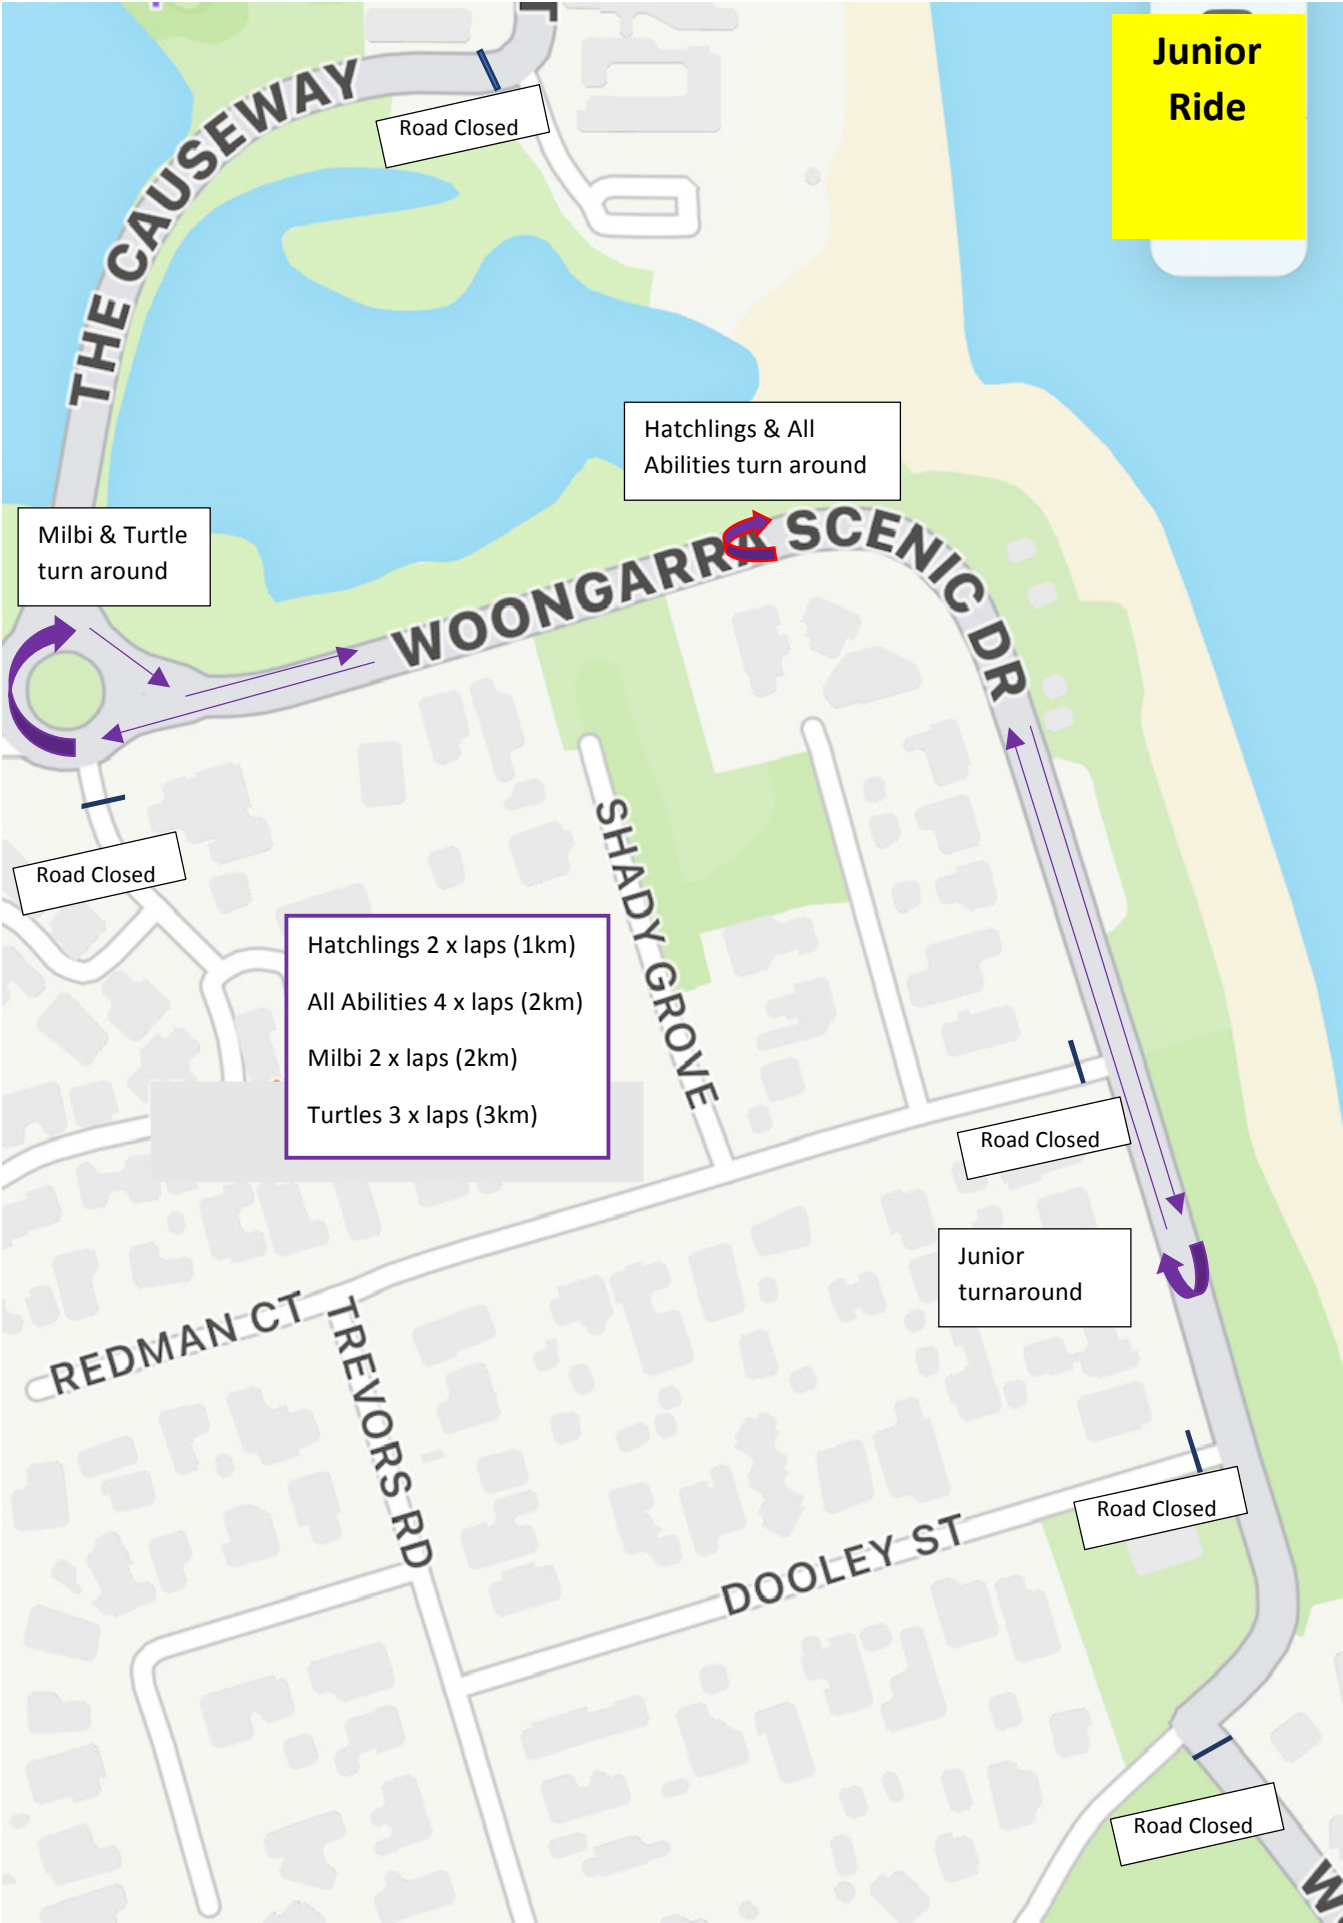 Junior
Ride
THE CAUSEWAY
Road Closed
Hatchlings & All
Abilities turn around
Milbi & Turtle
turn around
WOONGARRA SCENIC DR
Road Closed
SHADY GROVE
Hatchlings 2 x laps (1km)
All Abilities 4 x laps (2km)
Milbi 2 x laps (2km)
Turtles 3 x laps (3km)
Road Closed
Junior
turnaround
REDMAN CT
TREVORS RD
Road Closed
DOOLEY ST
Road Closed